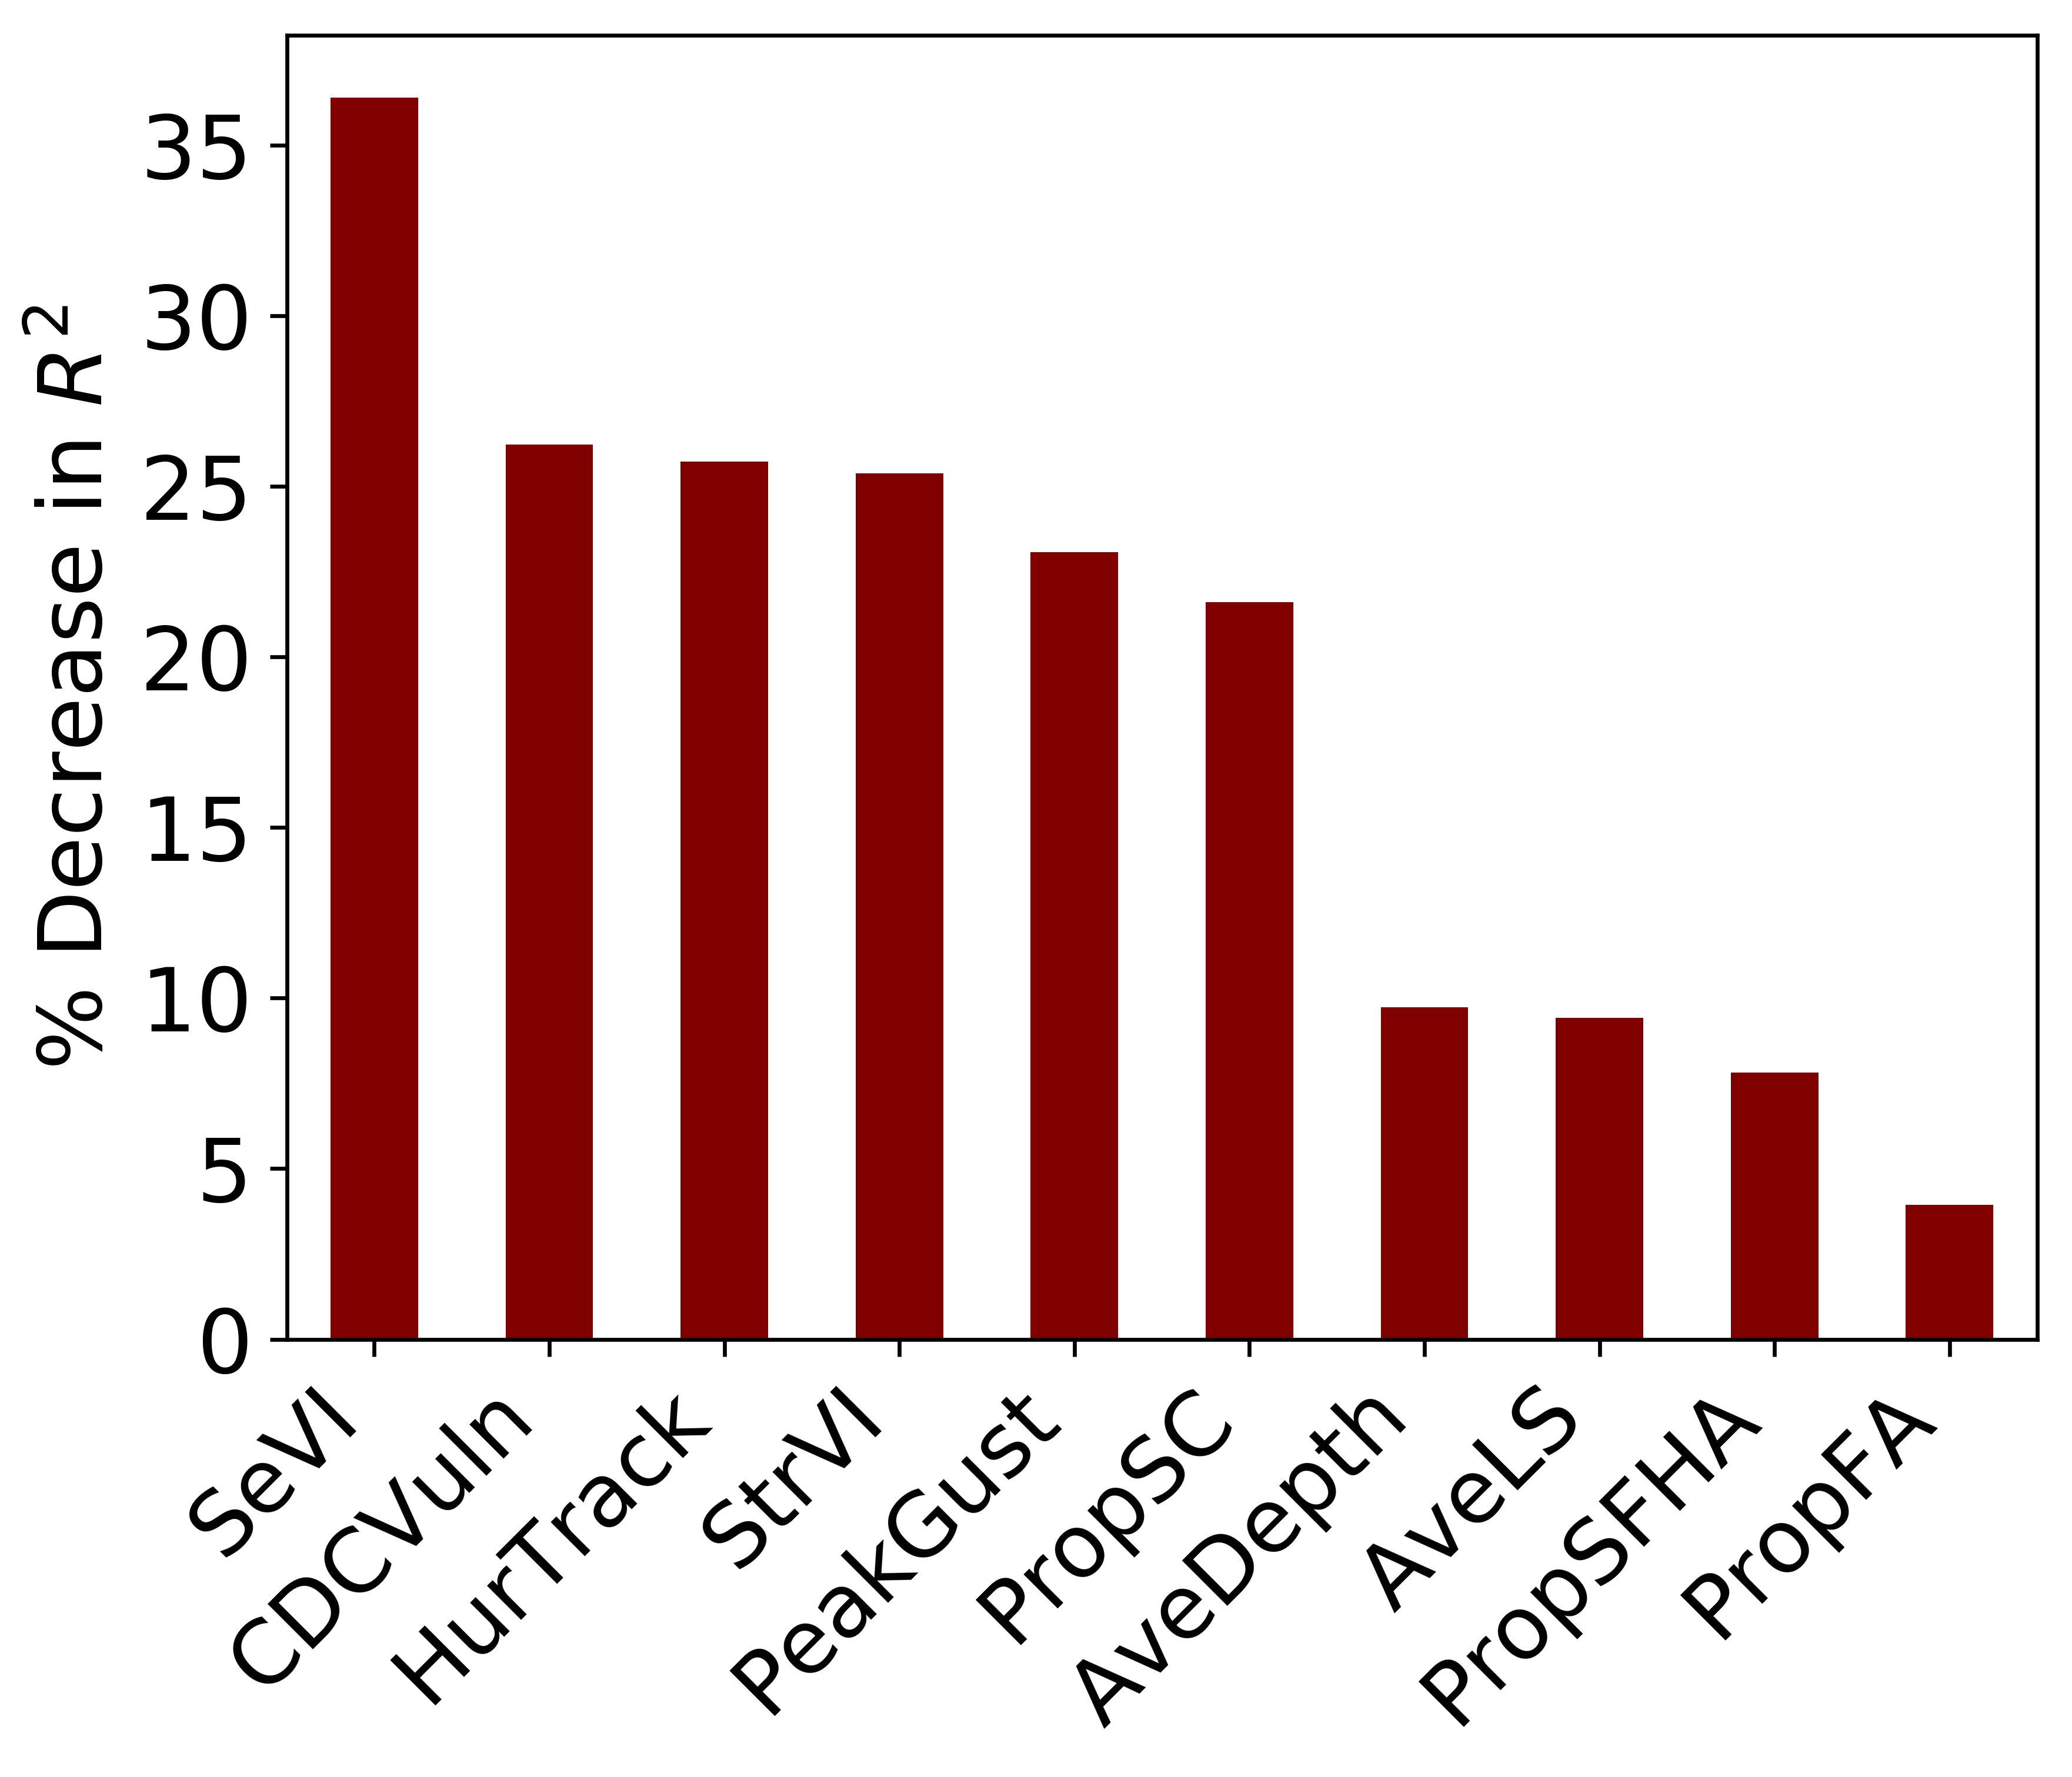 % Decrease in R²
35
30
25
20
15
10
5
0
SevVI
CDCVuln
HurTrack
StrVI
PeakGust
PropSC
AveDepth
AveLS
PropSFHA
PropFA